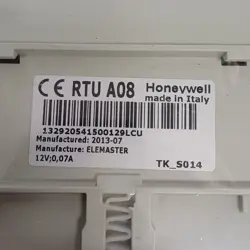 CE RTU A08 Honeywell
made in Italy
132920541500129LCU
Manufactured: 2013-07
Manufacture: ELEMASTER
12V;0,07A
TK_S014